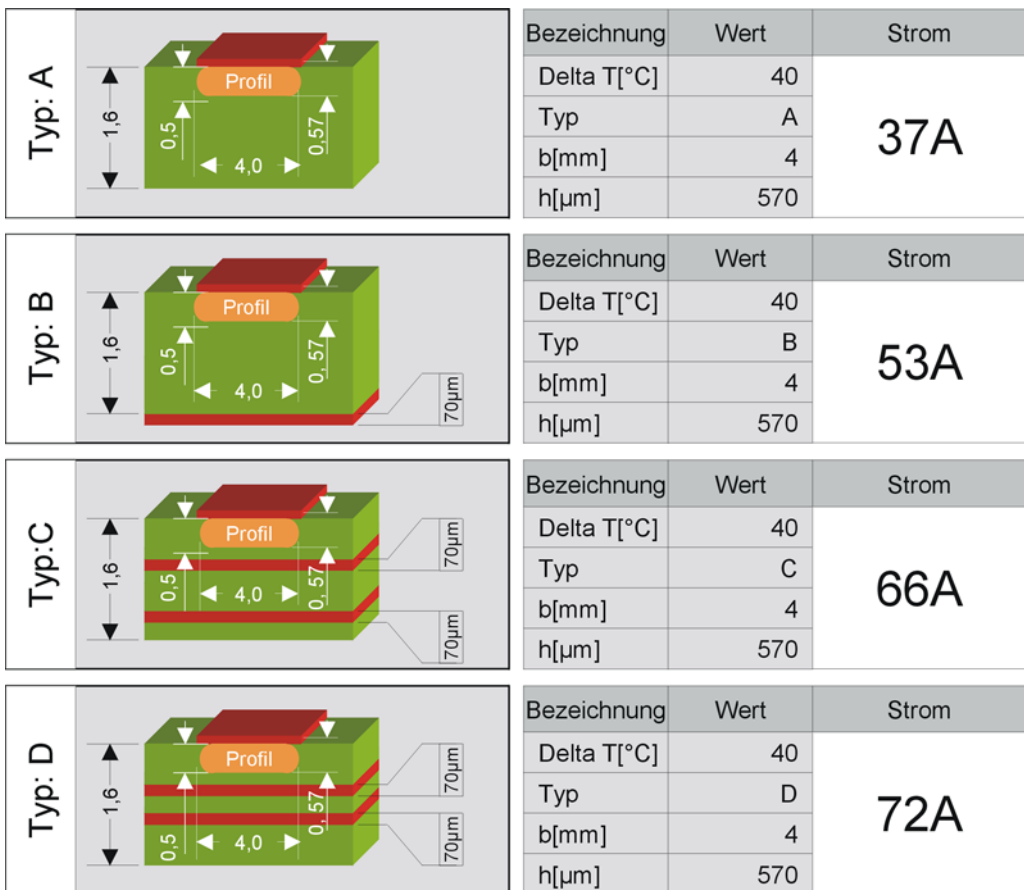 Typ: A
1,6
0,5
Profil
4,0
0,57
Bezeichnung Wert Strom
Delta T[°C] 40
Typ A
b[mm] 4
h[µm] 570
37A
Typ: B
1,6
0,5
Profil
4,0
0, 57
70µm
Bezeichnung Wert Strom
Delta T[°C] 40
Typ B
b[mm] 4
h[µm] 570
53A
Typ:C
1,6
0,5
Profil
4,0
0, 57
70µm
70µm
Bezeichnung Wert Strom
Delta T[°C] 40
Typ C
b[mm] 4
h[µm] 570
66A
Typ: D
1,6
0,5
Profil
4,0
0, 57
70µm
70µm
Bezeichnung Wert Strom
Delta T[°C] 40
Typ D
b[mm] 4
h[µm] 570
72A